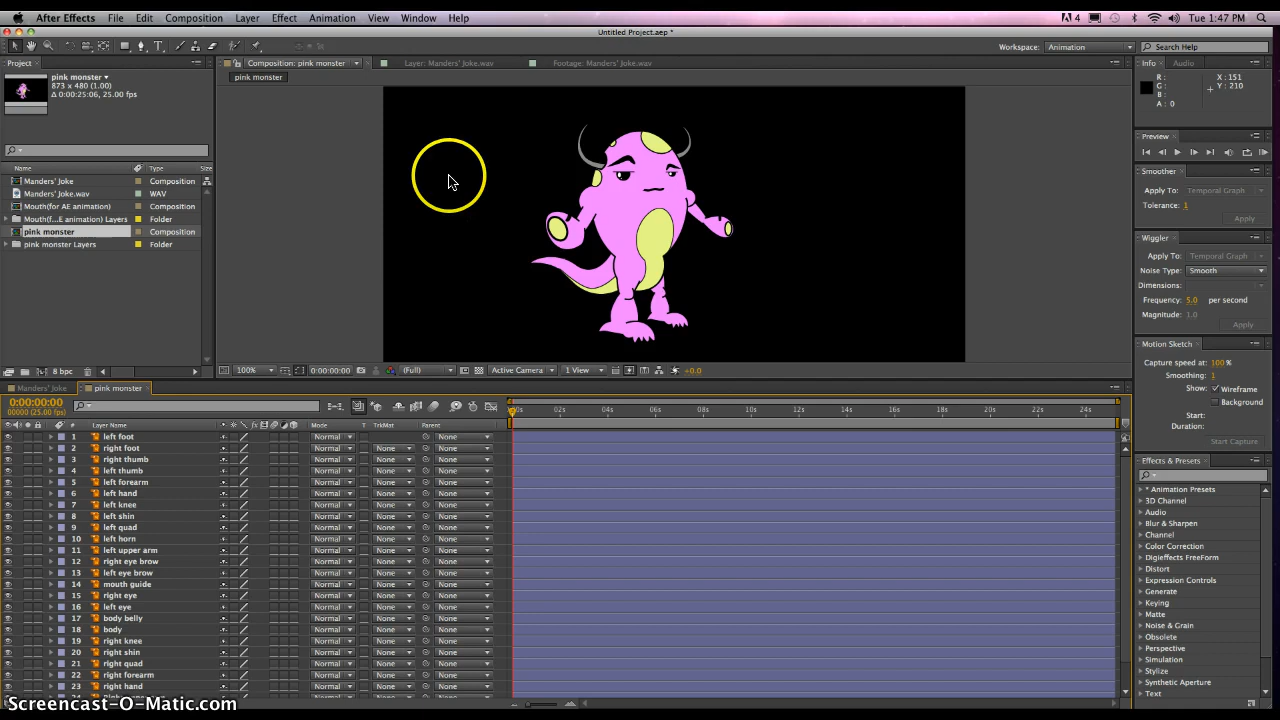 After Effects File Edit Composition Layer Effect Animation View Window Help 4 Tue 1:47 PM
Untitled Project.aep *
Workspace: Animation Search Help
Project Composition: pink monster Layer: Manders' Joke.wav Footage: Manders' Joke.wav Info Audio
pink monster
873 x 480 (1.00)
Δ 0:00:25:06, 25.00 fps
pink monster
R:
G:
B:
A: 0
X: 151
Y: 210
Preview
Name Type Size
Manders' Joke Composition
Manders' Joke.wav WAV
Mouth(for AE animation) Composition
Mouth(f...E animation) Layers Folder
pink monster Composition
pink monster Layers Folder
Smoother
Apply To: Temporal Graph
Tolerance: 1
Apply
Wiggler
Apply To: Temporal Graph
Noise Type: Smooth
Dimensions:
Frequency: 5.0 per second
Magnitude: 1.0
Apply
Motion Sketch
Capture speed at: 100 %
Smoothing: 1
Show: Wireframe
Background
Start:
Duration:
Start Capture
8 bpc
100% 0:00:00:00 (Full) Active Camera 1 View +0.0
Manders' Joke pink monster
0:00:00:00
00000 (25.00 fps)
02s 04s 06s 08s 10s 12s 14s 16s 18s 20s 22s 24s
# Layer Name Mode T TrkMat Parent
1 left foot Normal None
2 right foot Normal None None
3 right thumb Normal None None
4 left thumb Normal None None
5 left forearm Normal None None
6 left hand Normal None None
7 left knee Normal None None
8 left shin Normal None None
9 left quad Normal None None
10 left horn Normal None None
11 left upper arm Normal None None
12 right eye brow Normal None None
13 left eye brow Normal None None
14 mouth guide Normal None None
15 right eye Normal None None
16 left eye Normal None None
17 body belly Normal None None
18 body Normal None None
19 right knee Normal None None
20 right shin Normal None None
21 right quad Normal None None
22 right forearm Normal None None
23 right hand Normal None None
Effects & Presets
* Animation Presets
3D Channel
Audio
Blur & Sharpen
Channel
Color Correction
Digieffects FreeForm
Distort
Expression Controls
Generate
Keying
Matte
Noise & Grain
Obsolete
Perspective
Simulation
Stylize
Synthetic Aperture
Text
Screencast-O-Matic.com